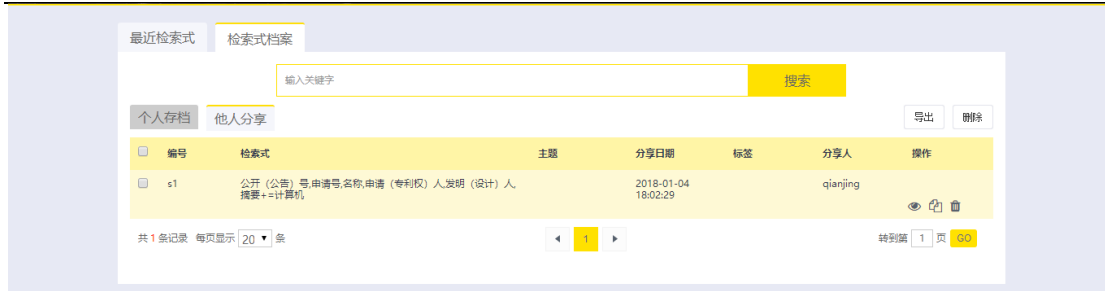 最近检索式 检索式档案
输入关键字 搜索
个人存档 他人分享 导出 删除
编号 检索式 主题 分享日期 标签 分享人 操作
s1 公开（公告）号,申请号,名称,申请（专利权）人,发明（设计）人, 2018-01-04 qianjing
摘要+=计算机 18:02:29
共1条记录 每页显示 20 条 1 转到第 1 页 GO